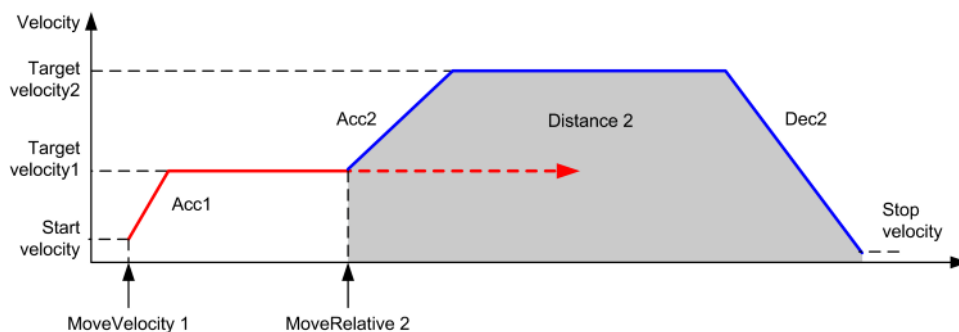 Velocity
Target
velocity2
Acc2
Distance 2
Dec2
Target
velocity1
Acc1
Start
velocity
Stop
velocity
MoveVelocity 1
MoveRelative 2